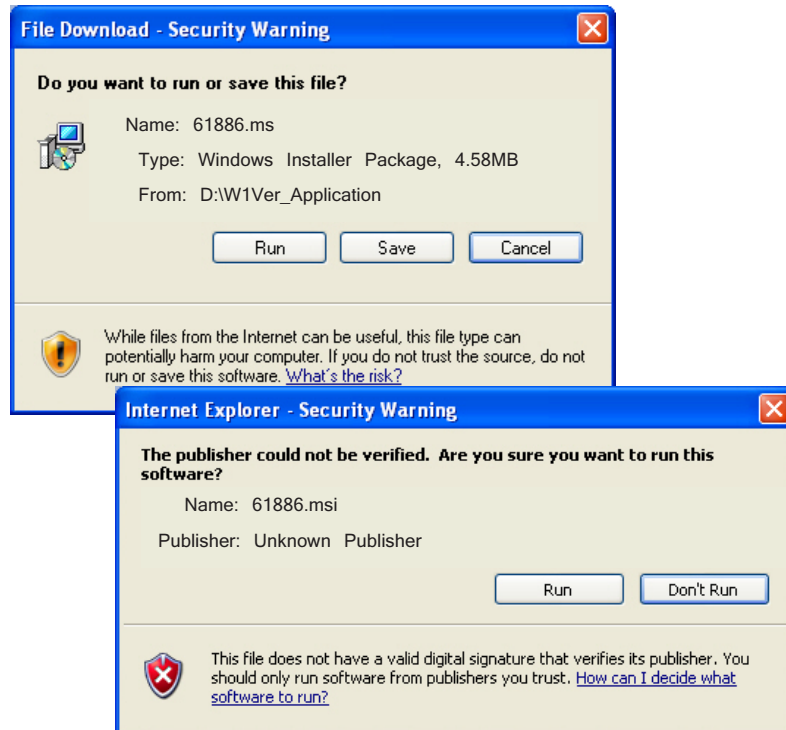 File Download - Security Warning
Do you want to run or save this file?
Name: 61886.ms
Type: Windows Installer Package, 4.58MB
From: D:\W1Ver_Application
Run Save Cancel
While files from the Internet can be useful, this file type can
potentially harm your computer. If you do not trust the source, do not
run or save this software. What's the risk?
Internet Explorer - Security Warning
The publisher could not be verified. Are you sure you want to run this
software?
Name: 61886.msi
Publisher: Unknown Publisher
Run Don't Run
This file does not have a valid digital signature that verifies its publisher. You
should only run software from publishers you trust. How can I decide what
software to run?